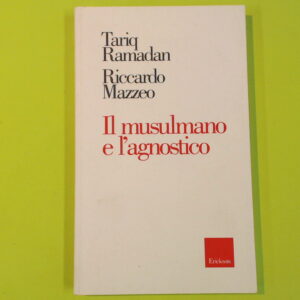 Tariq
Ramadan
Riccardo
Mazzeo
Il musulmano
e l'agnostico
Erickson